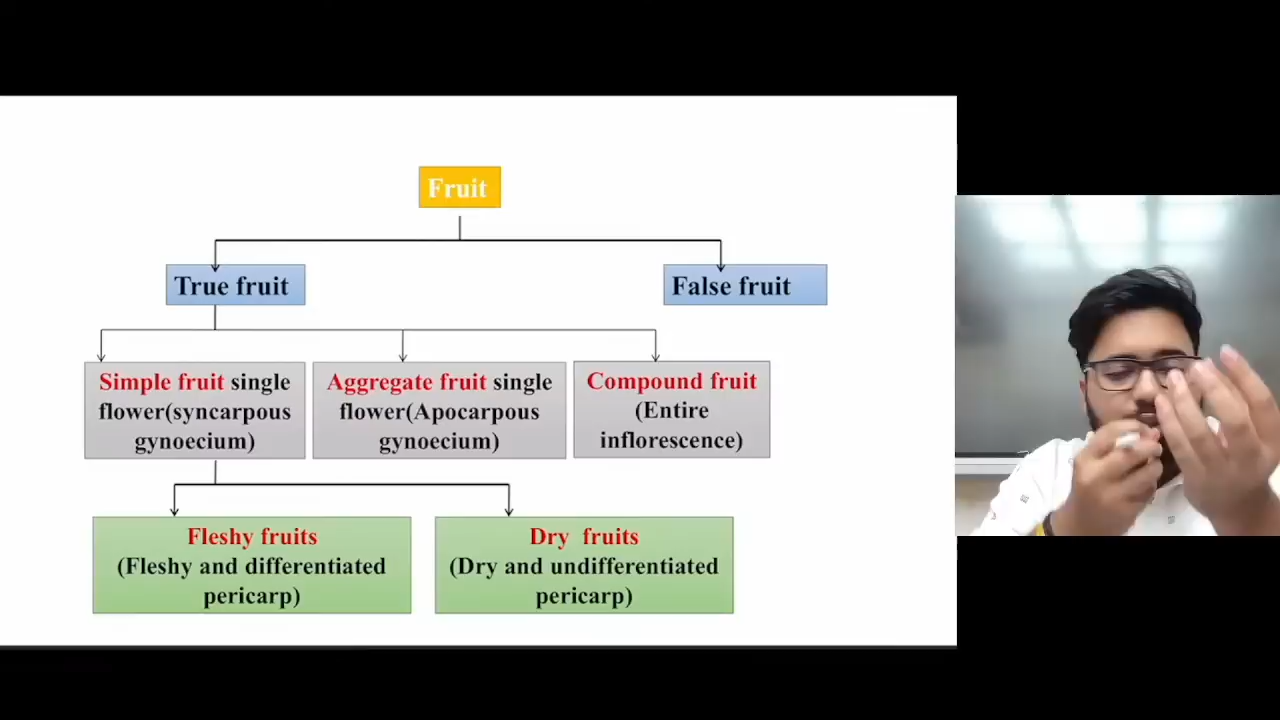 Fruit
True fruit
False fruit
Simple fruit single
flower(syncarpous
gynoecium)
Aggregate fruit single
flower(Apocarpous
gynoecium)
Compound fruit
(Entire
inflorescence)
Fleshy fruits
(Fleshy and differentiated
pericarp)
Dry fruits
(Dry and undifferentiated
pericarp)